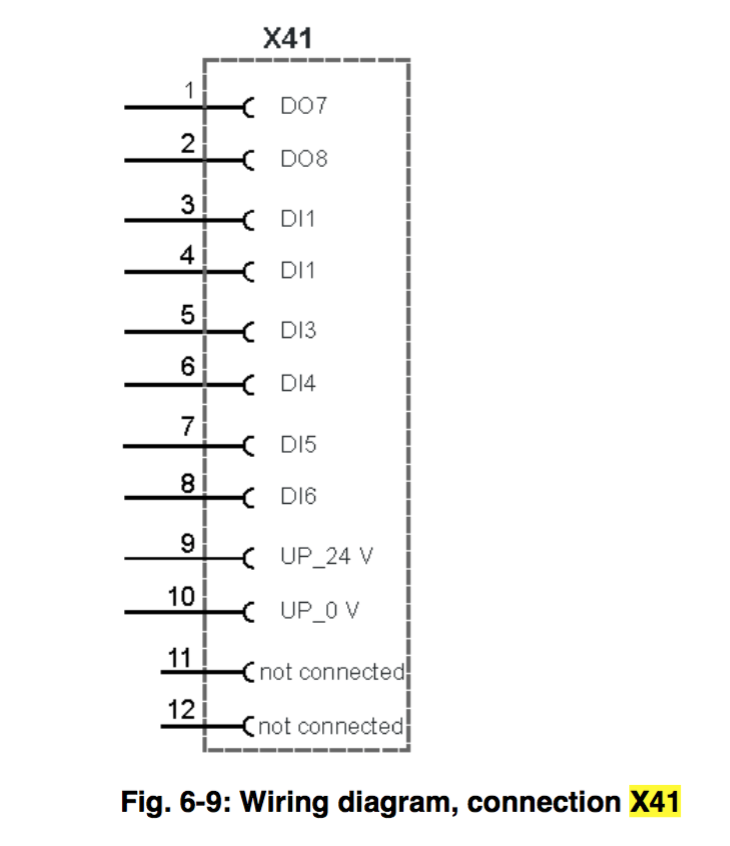 X41
1 DO7
2 DO8
3 DI1
4 DI1
5 DI3
6 DI4
7 DI5
8 DI6
9 UP_24 V
10 UP_0 V
11 not connected
12 not connected
Fig. 6-9: Wiring diagram, connection X41